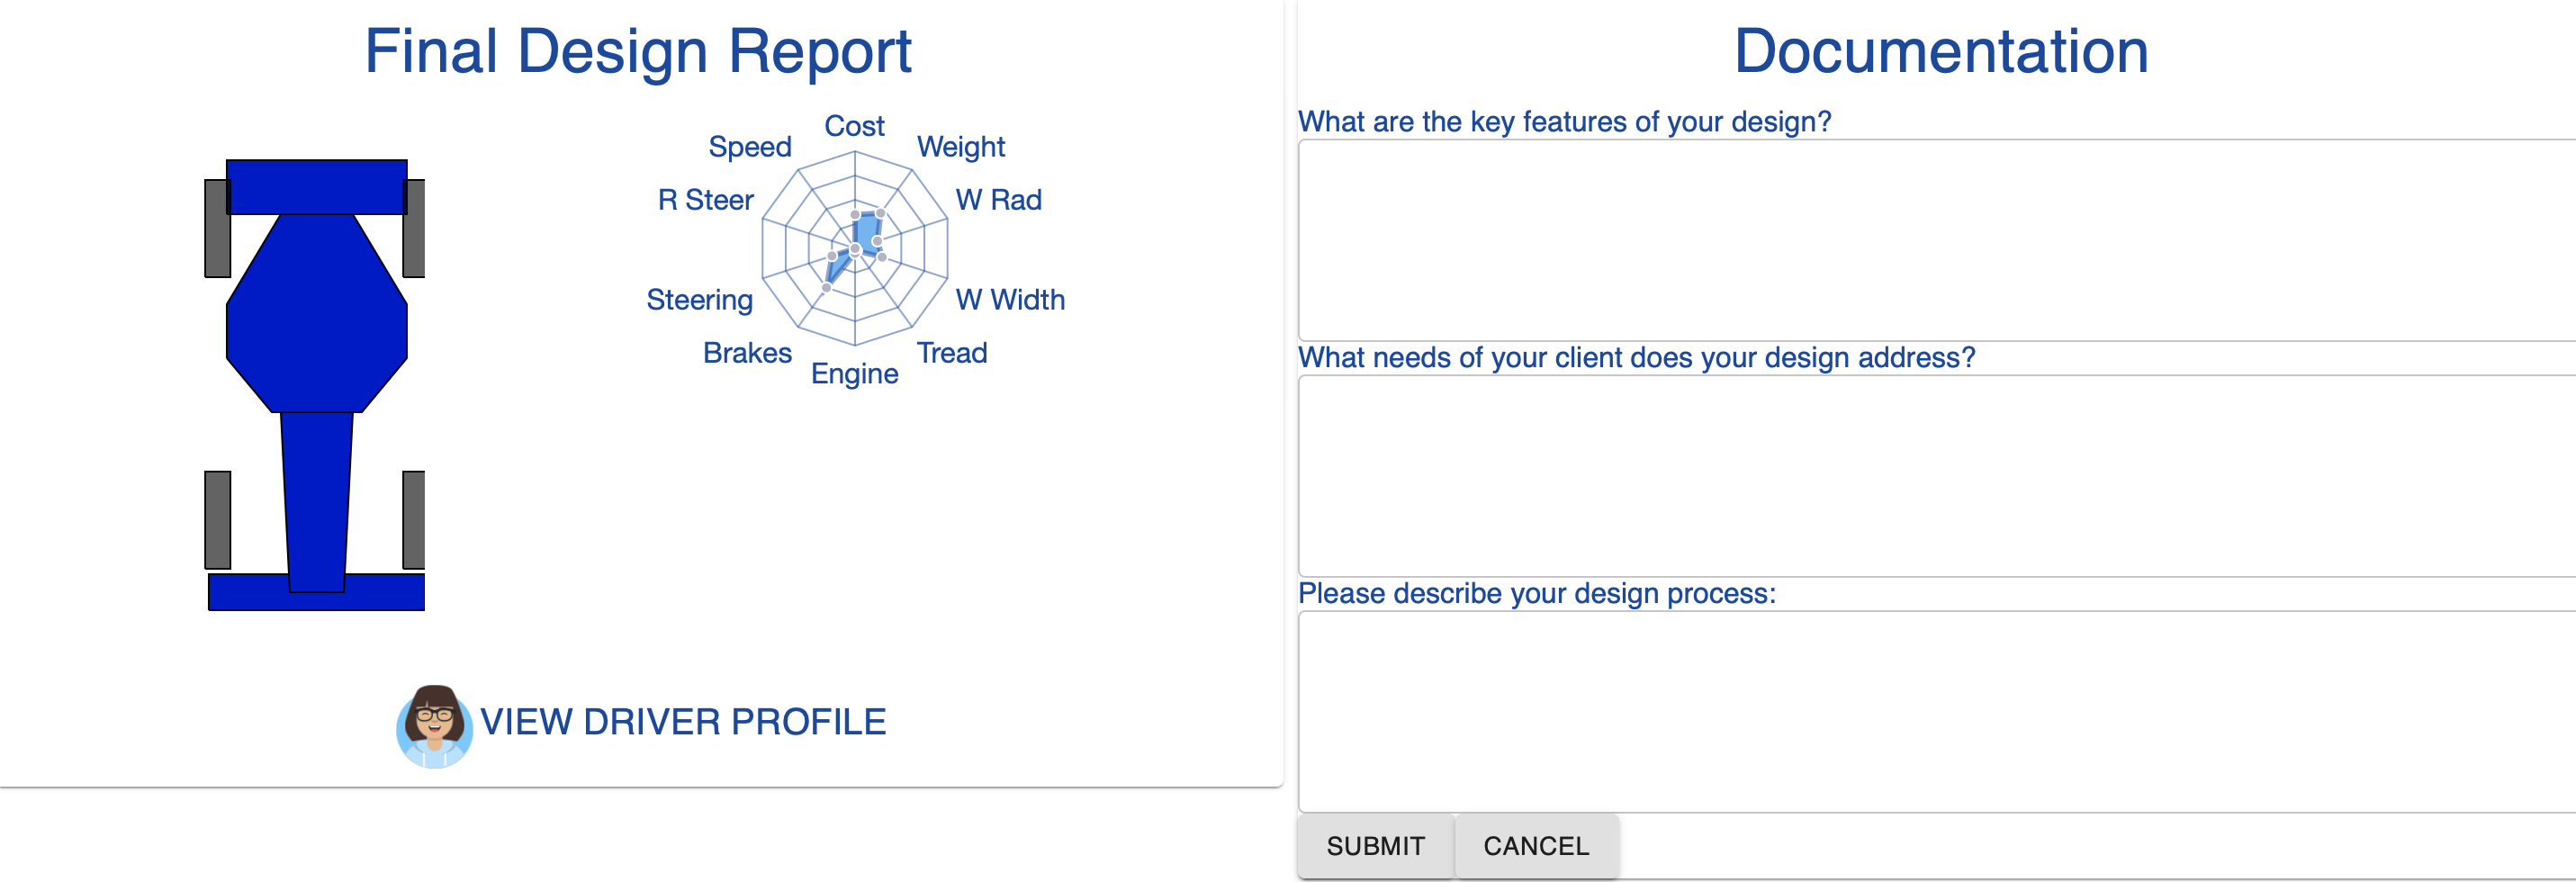 Final Design Report
Cost
Speed
Weight
R Steer
W Rad
Steering
W Width
Brakes
Tread
Engine
VIEW DRIVER PROFILE
Documentation
What are the key features of your design?
What needs of your client does your design address?
Please describe your design process:
SUBMIT
CANCEL